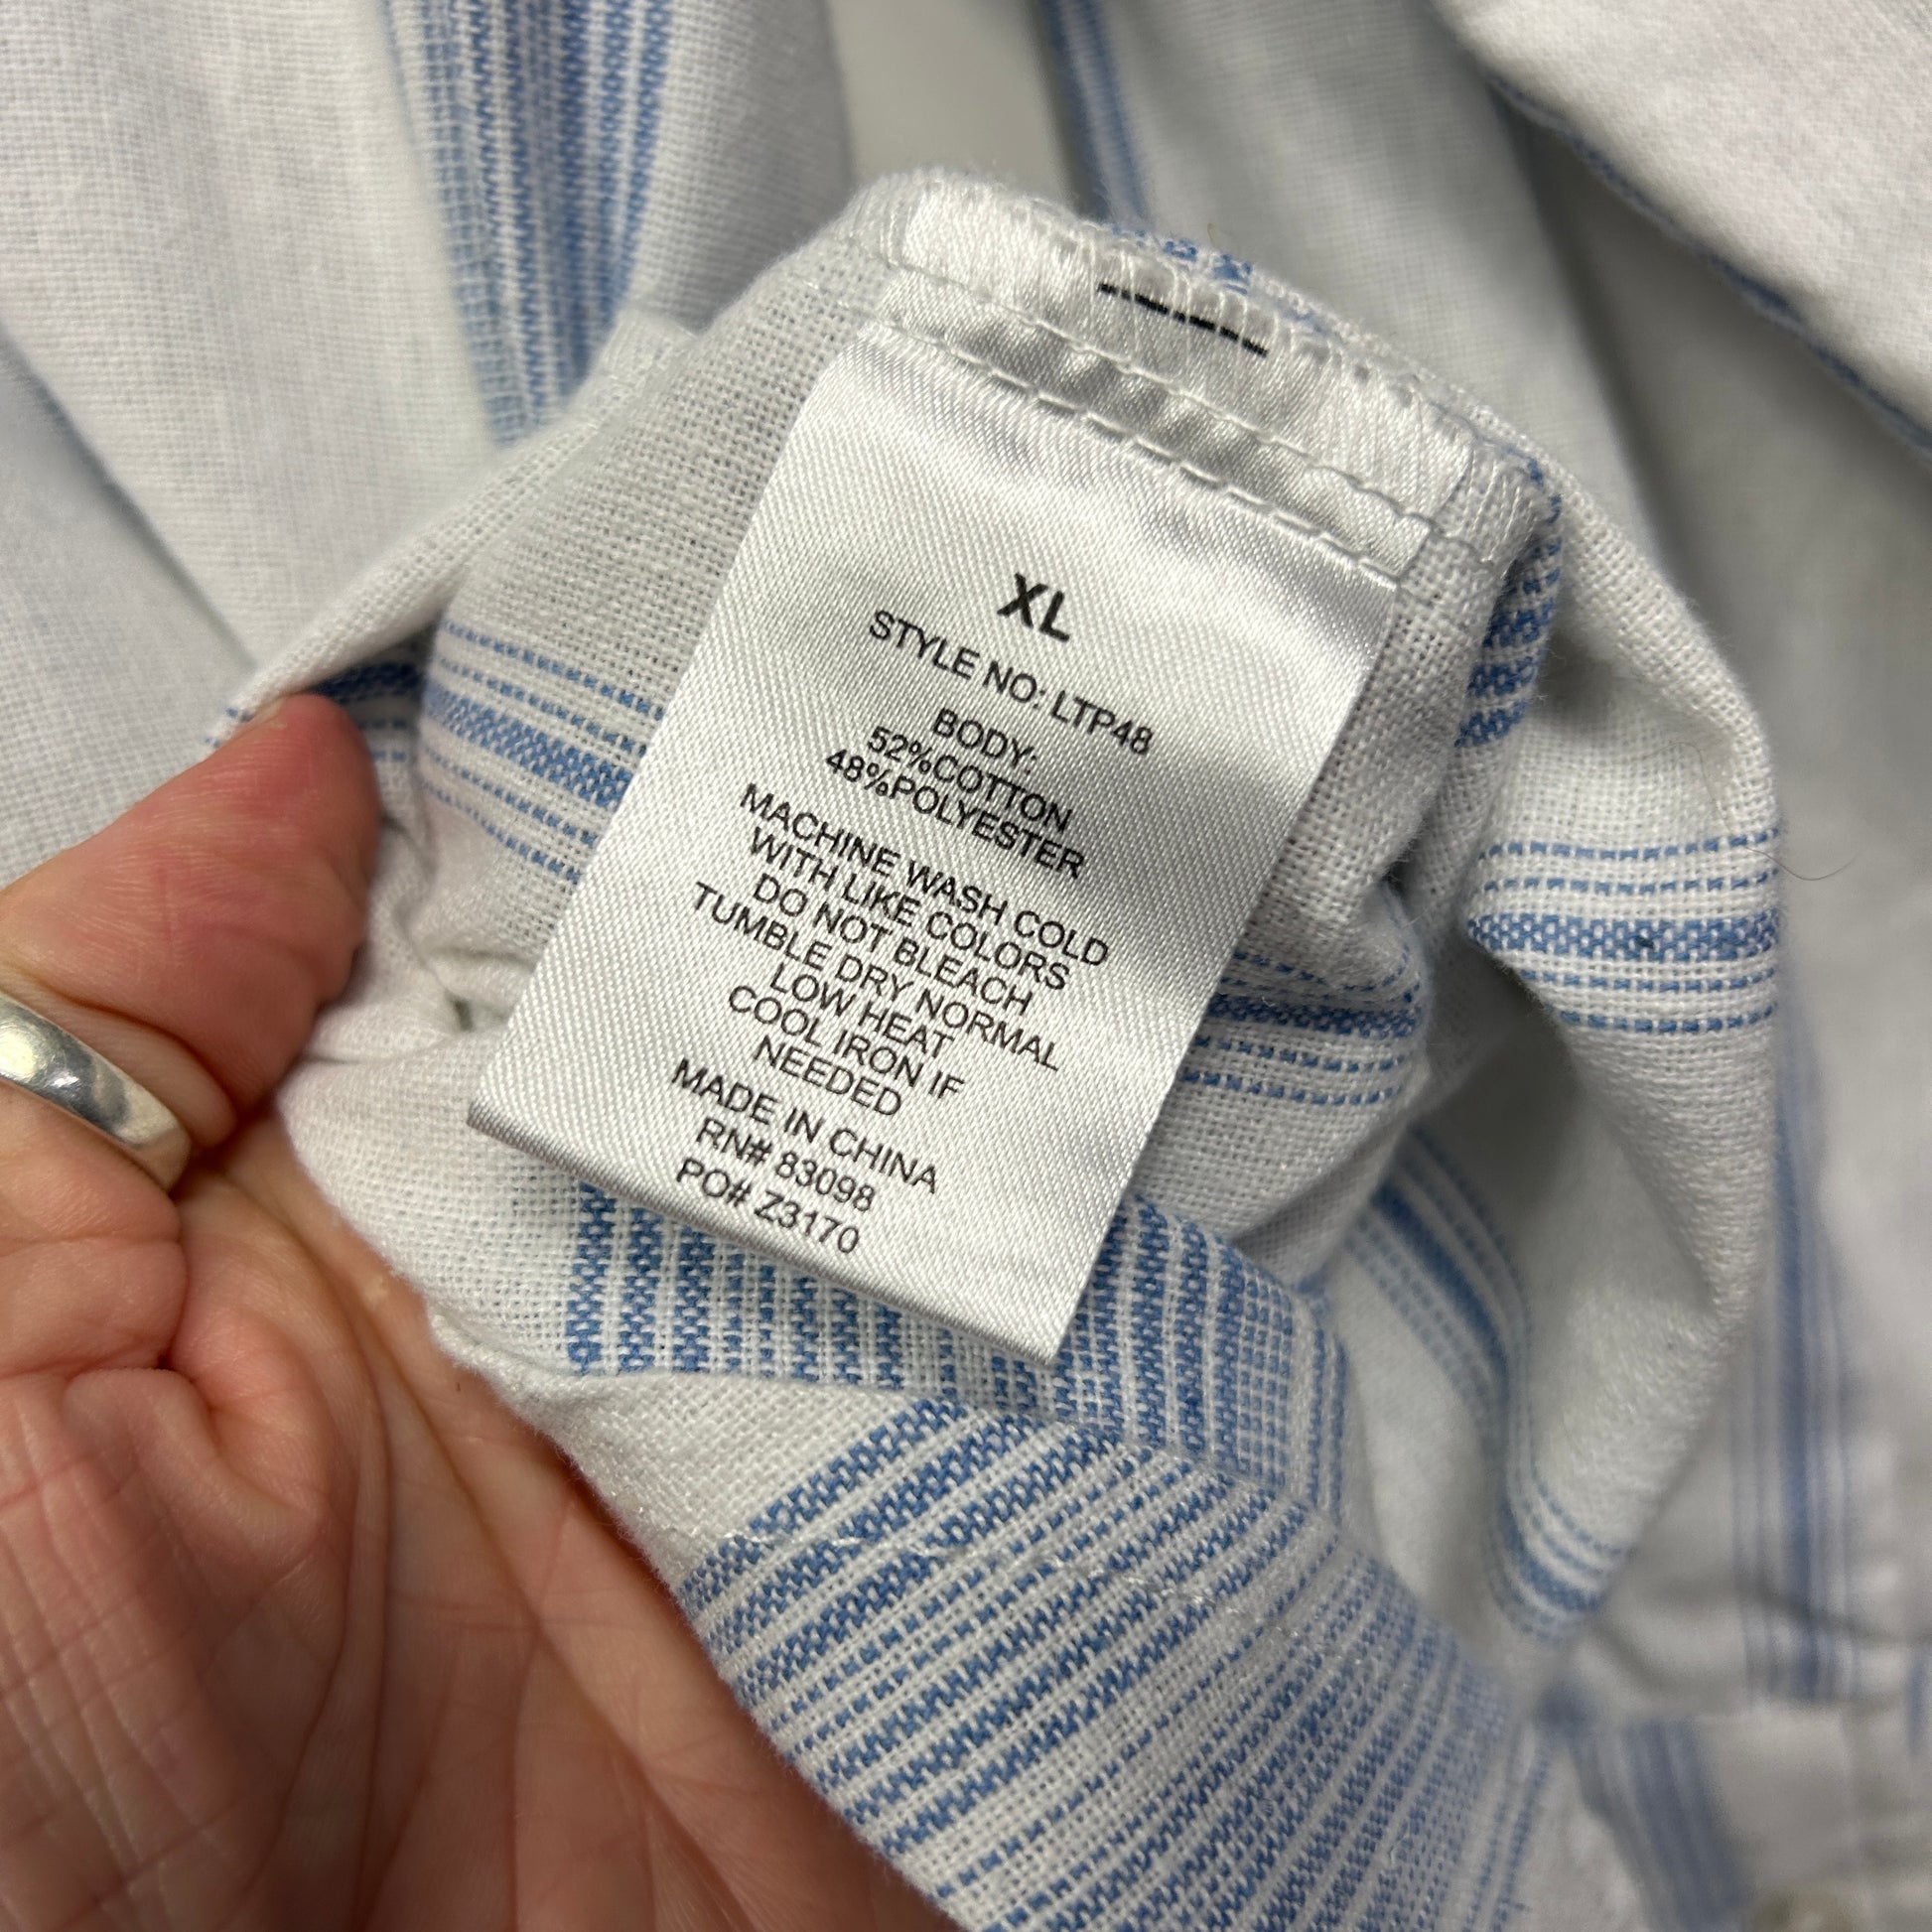 XL
STYLE NO: LTP48
BODY:
52%COTTON
48%POLYESTER
MACHINE WASH COLD
WITH LIKE COLORS
DO NOT BLEACH
TUMBLE DRY NORMAL
LOW HEAT
COOL IRON IF
NEEDED
MADE IN CHINA
RN# 83098
PO# Z3170